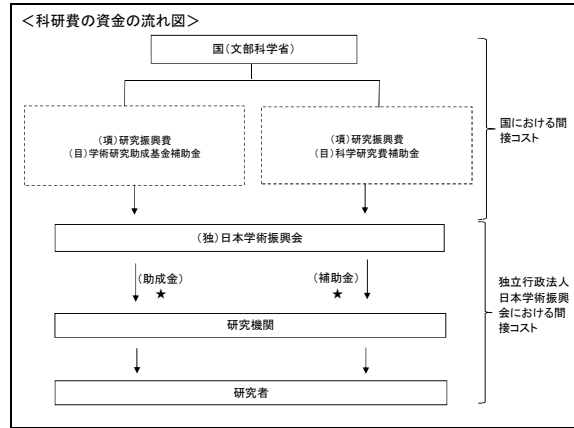 ＜科研費の資金の流れ図＞
国（文部科学省）
（項）研究振興費
（目）学術研究助成基金補助金
（項）研究振興費
（目）科学研究費補助金
国における間
接コスト
（独）日本学術振興会
（助成金）
★
（補助金）
★
独立行政法人
日本学術振興
会における間
接コスト
研究機関
研究者